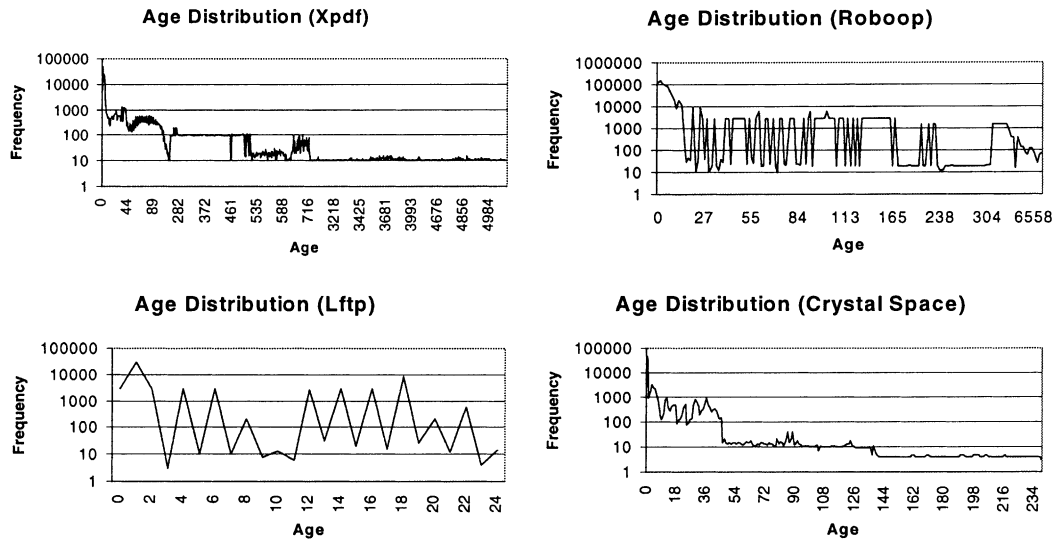 Age Distribution (Xpdf)
Frequency
100000
10000
1000
100
10
1
0 44 89 282 372 461 535 588 716 3218 3425 3681 3993 4676 4856 4984
Age
Age Distribution (Roboop)
Frequency
1000000
100000
10000
1000
100
10
1
0 27 55 84 113 165 238 304 6558
Age
Age Distribution (Lftp)
Frequency
100000
10000
1000
100
10
1
0 2 4 6 8 10 12 14 16 18 20 22 24
Age
Age Distribution (Crystal Space)
Frequency
100000
10000
1000
100
10
1
0 18 36 54 72 90 108 126 144 162 180 198 216 234
Age